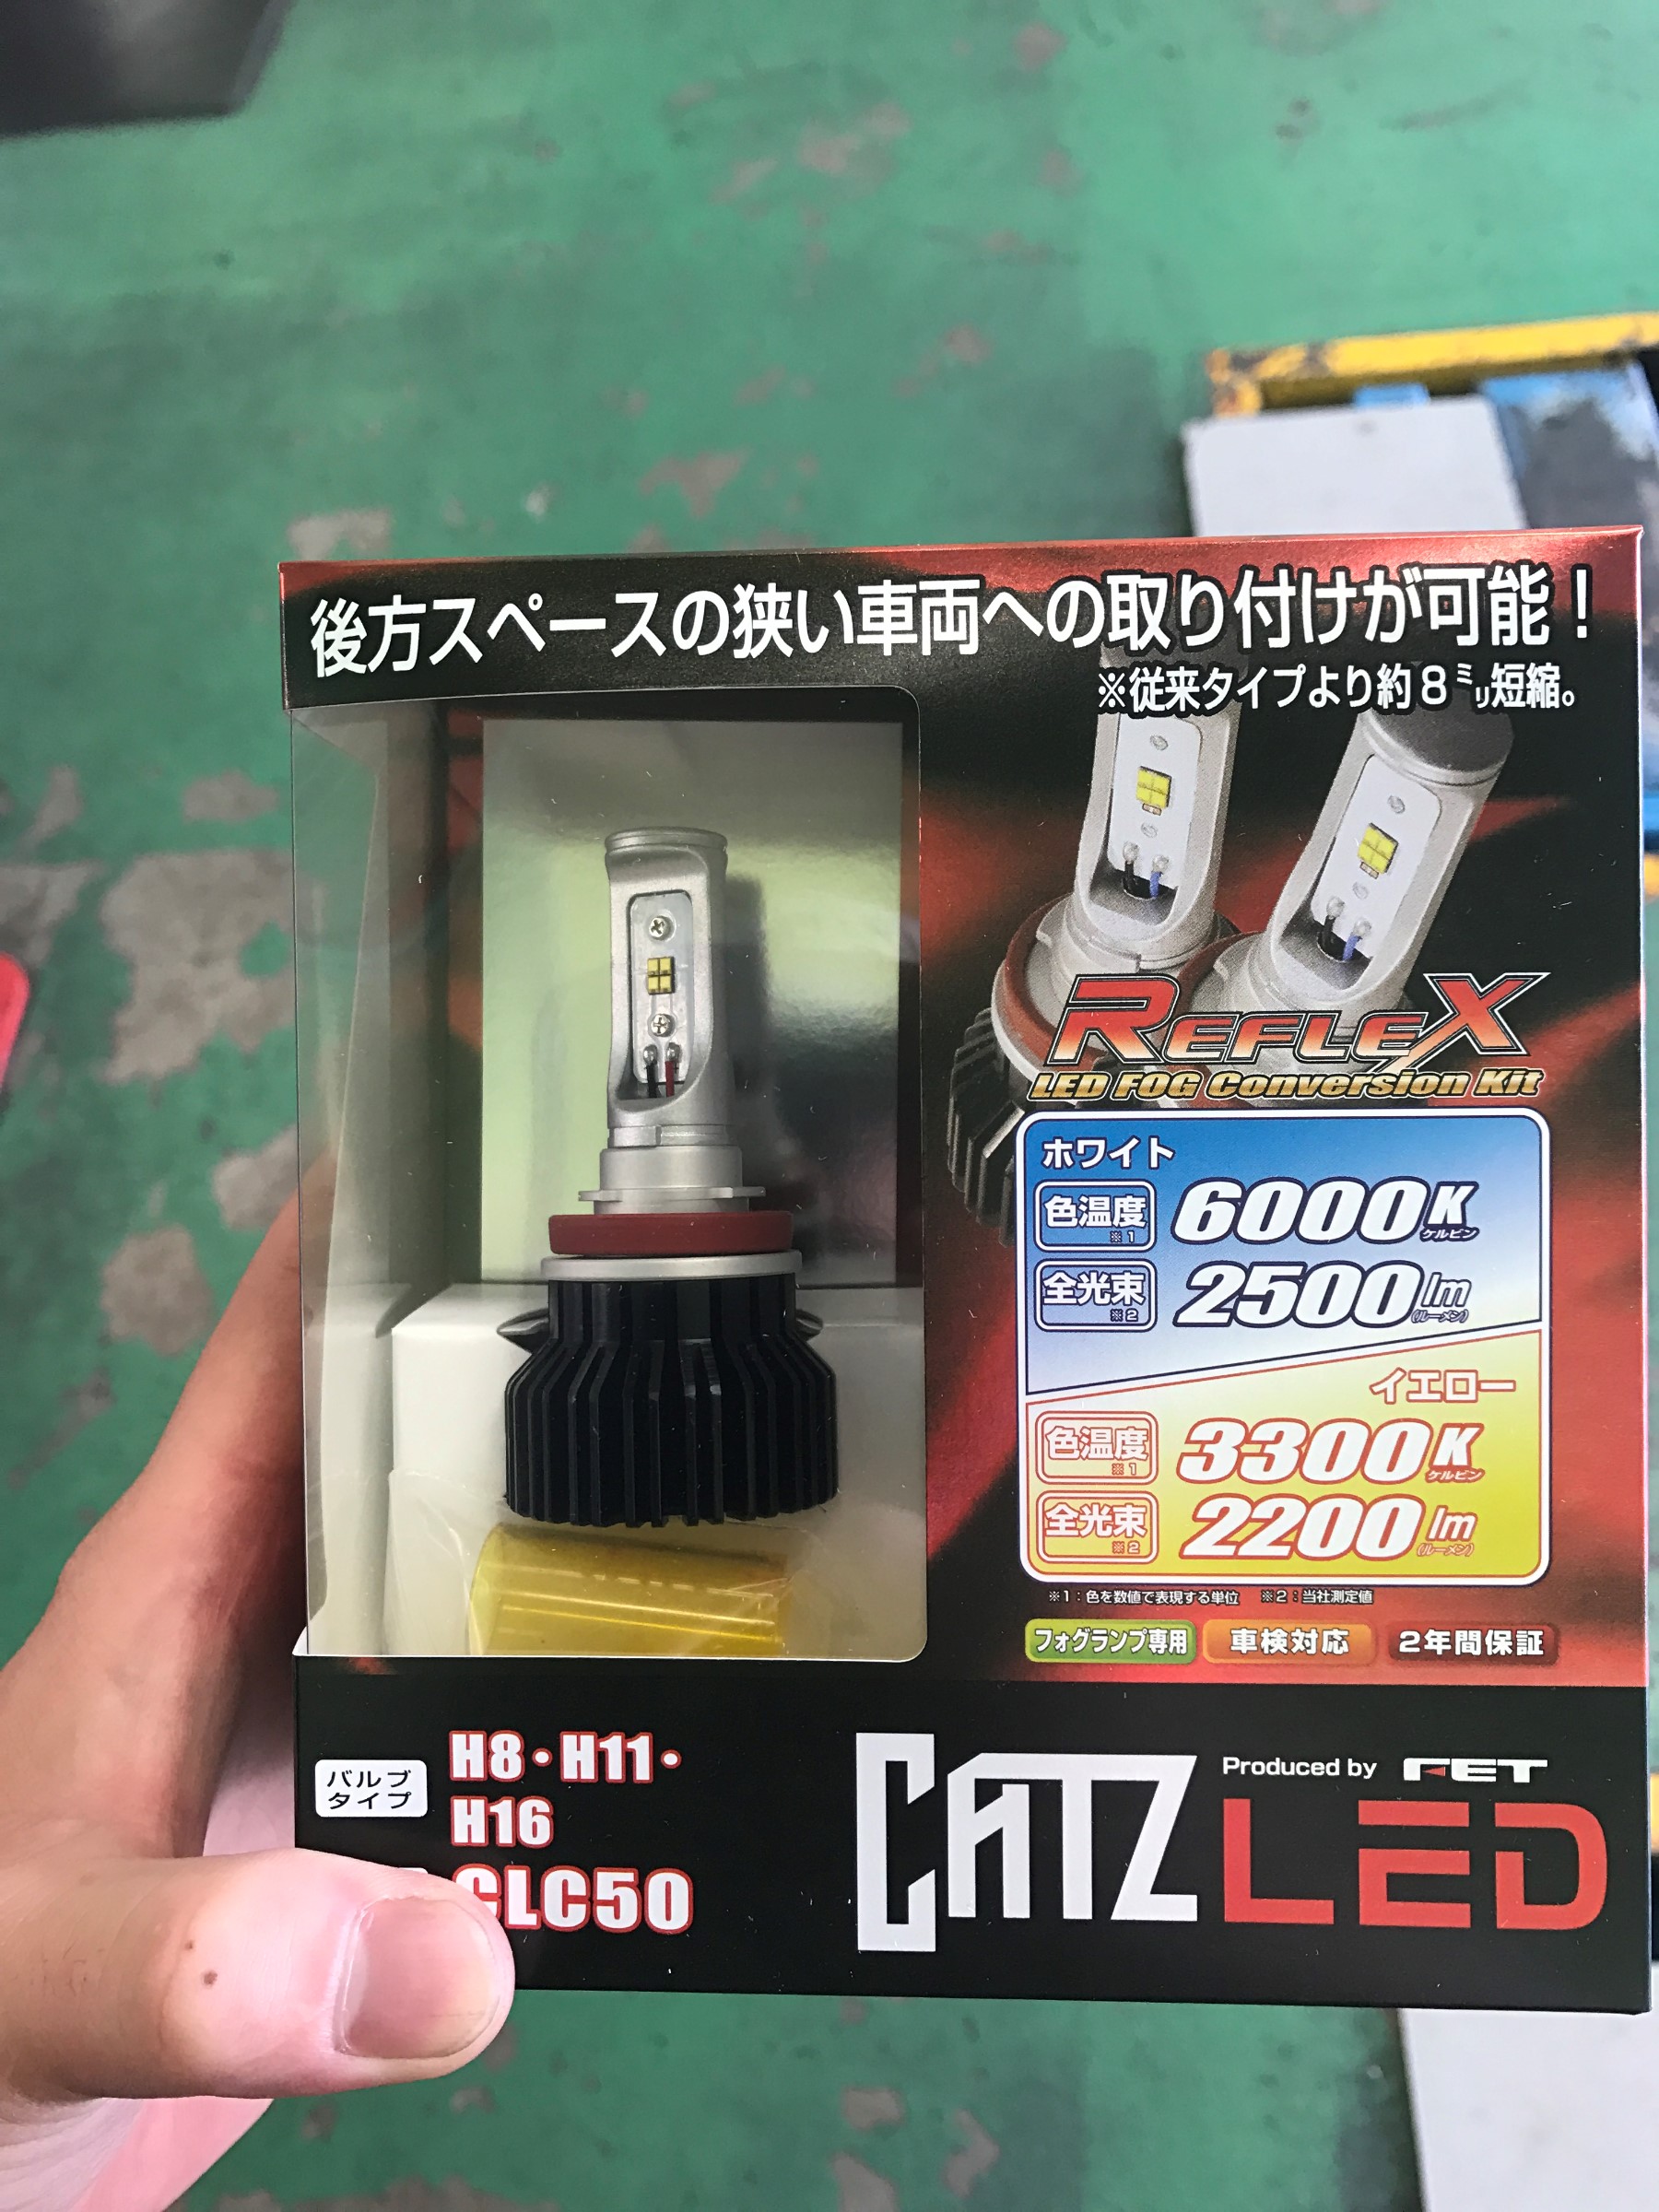 後方スペースの狭い車両への取り付けが可能！
※従来タイプより約8ミリ短縮。
REFLEX
LED FOG Conversion Kit
ホワイト
色温度 ※1 6000K ケルビン
全光束 ※2 2500lm (ルーメン)
イエロー
色温度 ※1 3300K ケルビン
全光束 ※2 2200lm (ルーメン)
※1：色を数値で表現する単位 ※2：当社測定値
フォグランプ専用 車検対応 2年間保証
バルブ
タイプ
H8・H11・
H16
CLC50
CATZ
Produced by FET
LED